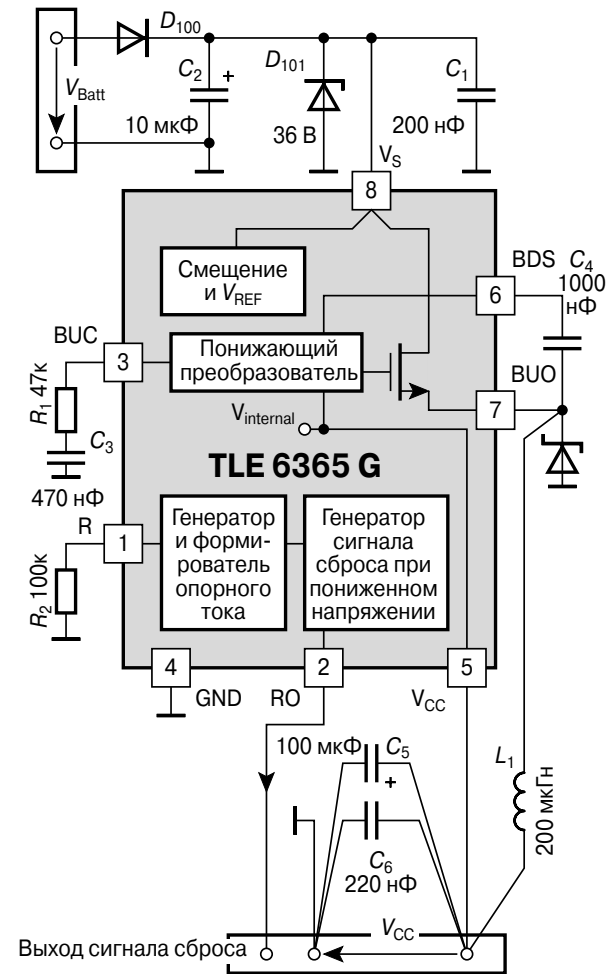 D100
C2
+
VBatt
10 мкФ
D101
36 В
C1
200 нФ
VS
8
Смещение
и VREF
BDS
C4
1000
нФ
6
BUC
3
Понижающий
преобразователь
BUO
7
R1 47к
C3
470 нФ
Vinternal
TLE 6365 G
R
1
R2 100к
Генератор
и форми-
рователь
опорного
тока
Генератор
сигнала
сброса при
пониженном
напряжении
4
2
5
GND
RO
VCC
100 мкФ
C5
+
L1
200 мкГн
C6
220 нФ
VCC
Выход сигнала сброса